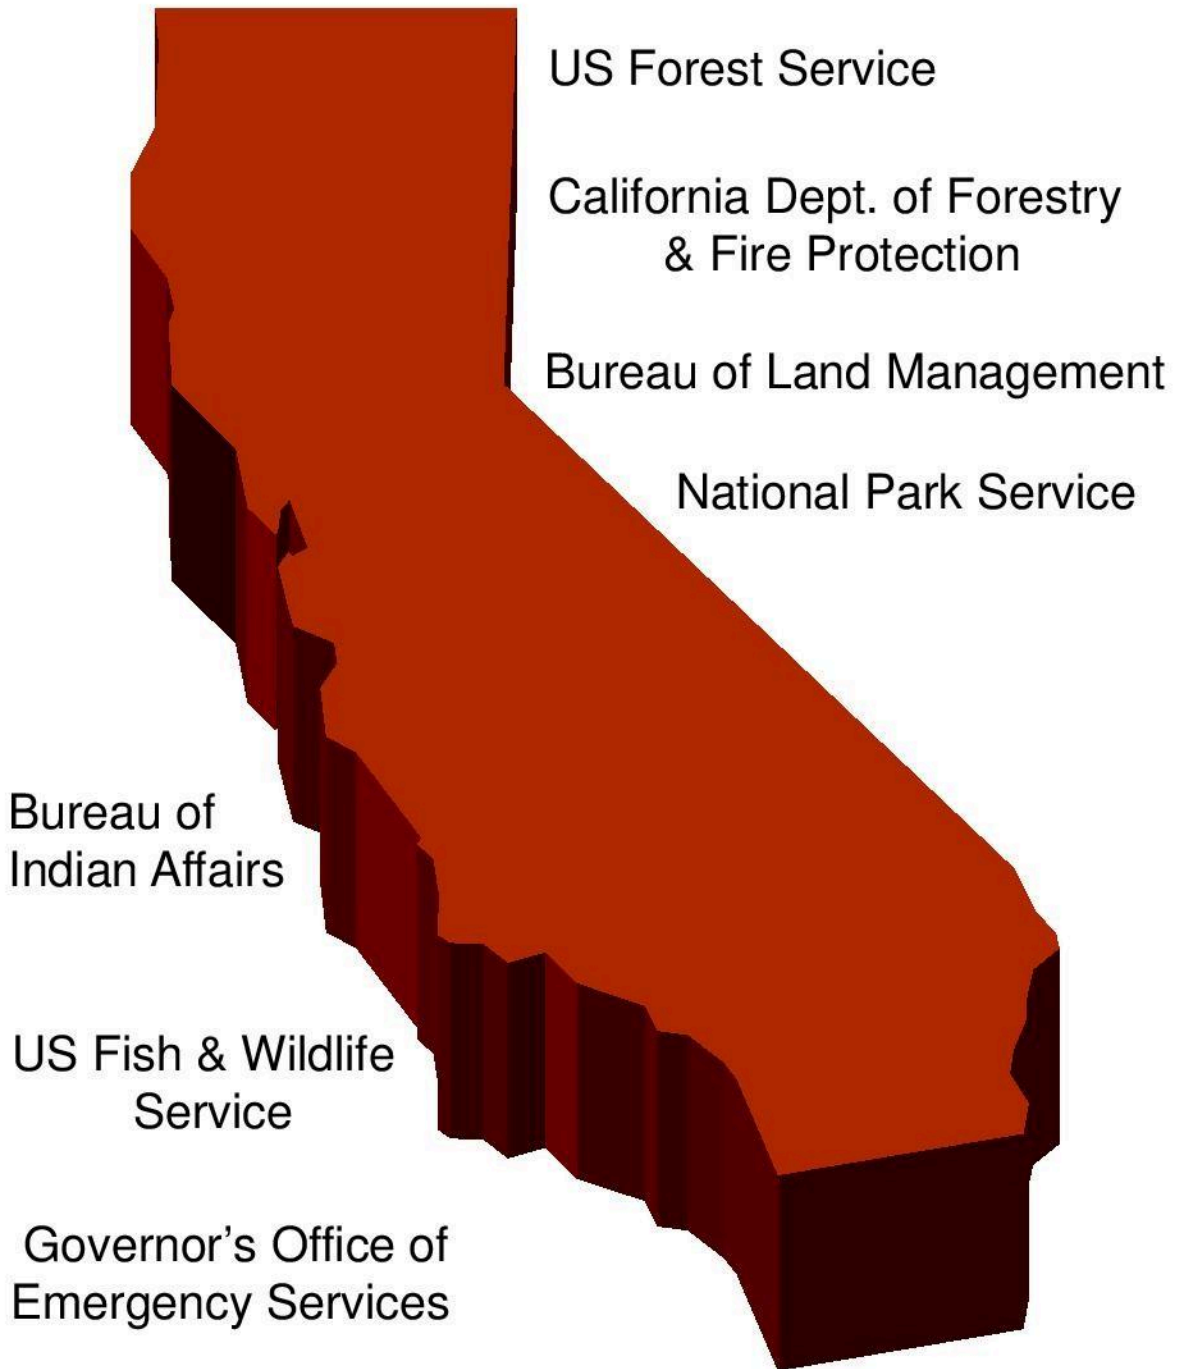 US Forest Service
California Dept. of Forestry
& Fire Protection
Bureau of Land Management
National Park Service
Bureau of
Indian Affairs
US Fish & Wildlife
Service
Governor’s Office of
Emergency Services